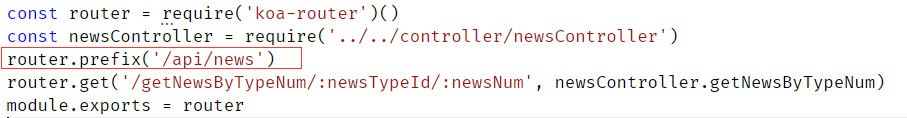 const router = require('koa-router')()
const newsController = require('../../controller/newsController')
router.prefix('/api/news')
router.get('/getNewsByTypeNum/:newsTypeId/:newsNum', newsController.getNewsByTypeNum)
module.exports = router